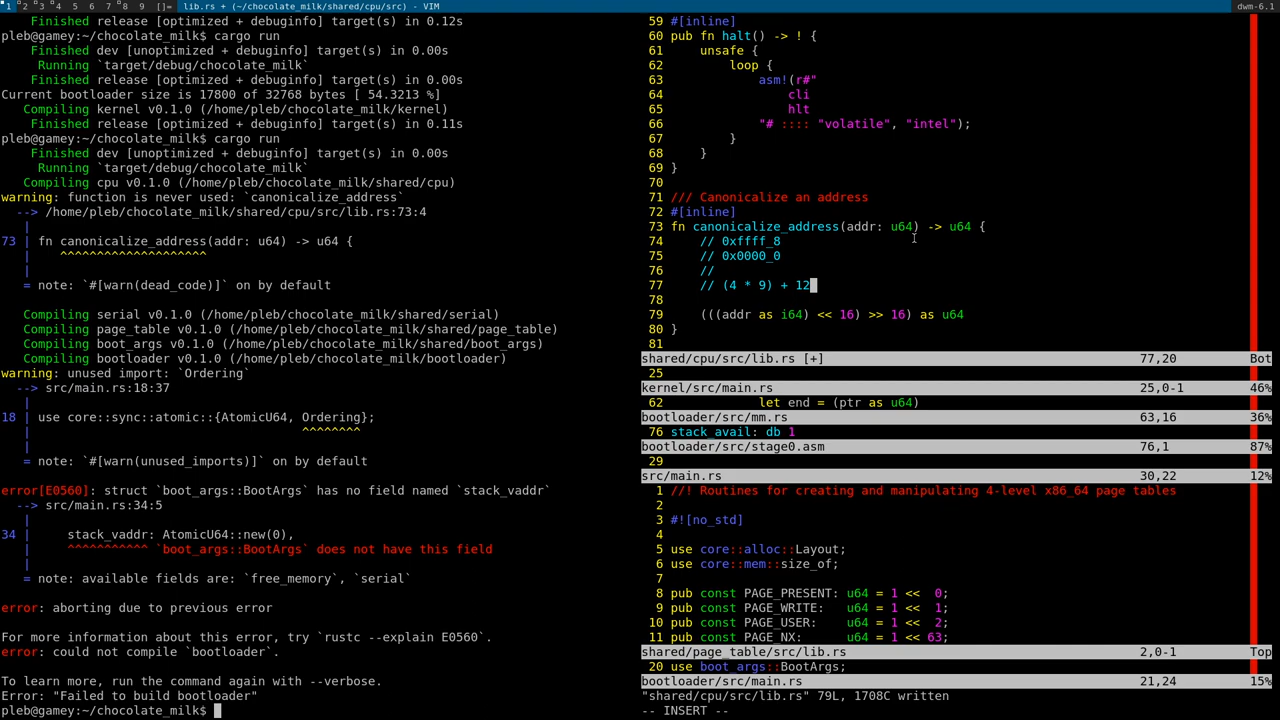 1 2 3 4 5 6 7 8 9 []= lib.rs + (~/chocolate_milk/shared/cpu/src) - VIM dwm-6.1
    Finished release [optimized + debuginfo] target(s) in 0.12s
pleb@gamey:~/chocolate_milk$ cargo run
    Finished dev [unoptimized + debuginfo] target(s) in 0.00s
     Running `target/debug/chocolate_milk`
    Finished release [optimized + debuginfo] target(s) in 0.00s
Current bootloader size is 17800 of 32768 bytes [ 54.3213 %]
   Compiling kernel v0.1.0 (/home/pleb/chocolate_milk/kernel)
    Finished release [optimized + debuginfo] target(s) in 0.11s
pleb@gamey:~/chocolate_milk$ cargo run
    Finished dev [unoptimized + debuginfo] target(s) in 0.00s
     Running `target/debug/chocolate_milk`
   Compiling cpu v0.1.0 (/home/pleb/chocolate_milk/shared/cpu)
warning: function is never used: `canonicalize_address`
  --> /home/pleb/chocolate_milk/shared/cpu/src/lib.rs:73:4
   |
73 | fn canonicalize_address(addr: u64) -> u64 {
   |    ^^^^^^^^^^^^^^^^^^^^
   |
   = note: `#[warn(dead_code)]` on by default
   Compiling serial v0.1.0 (/home/pleb/chocolate_milk/shared/serial)
   Compiling page_table v0.1.0 (/home/pleb/chocolate_milk/shared/page_table)
   Compiling boot_args v0.1.0 (/home/pleb/chocolate_milk/shared/boot_args)
   Compiling bootloader v0.1.0 (/home/pleb/chocolate_milk/bootloader)
warning: unused import: `Ordering`
  --> src/main.rs:18:37
   |
18 | use core::sync::atomic::{AtomicU64, Ordering};
   |                                     ^^^^^^^^
   |
   = note: `#[warn(unused_imports)]` on by default
error[E0560]: struct `boot_args::BootArgs` has no field named `stack_vaddr`
  --> src/main.rs:34:5
   |
34 |     stack_vaddr: AtomicU64::new(0),
   |     ^^^^^^^^^^^ `boot_args::BootArgs` does not have this field
   |
   = note: available fields are: `free_memory`, `serial`
error: aborting due to previous error
For more information about this error, try `rustc --explain E0560`.
error: could not compile `bootloader`.
To learn more, run the command again with --verbose.
Error: "Failed to build bootloader"
pleb@gamey:~/chocolate_milk$
59 #[inline]
60 pub fn halt() -> ! {
61     unsafe {
62         loop {
63             asm!(r#"
64                 cli
65                 hlt
66             "# :::: "volatile", "intel");
67         }
68     }
69 }
70
71 /// Canonicalize an address
72 #[inline]
73 fn canonicalize_address(addr: u64) -> u64 {
74     // 0xffff_8
75     // 0x0000_0
76     //
77     // (4 * 9) + 12
78
79     (((addr as i64) << 16) >> 16) as u64
80 }
81
shared/cpu/src/lib.rs [+] 77,20 Bot
25
kernel/src/main.rs 25,0-1 46%
62             let end = (ptr as u64)
bootloader/src/mm.rs 63,16 36%
76 stack_avail: db 1
bootloader/src/stage0.asm 76,1 87%
29
src/main.rs 30,22 12%
1 //! Routines for creating and manipulating 4-level x86_64 page tables
2
3 #![no_std]
4
5 use core::alloc::Layout;
6 use core::mem::size_of;
7
8 pub const PAGE_PRESENT: u64 = 1 <<  0;
9 pub const PAGE_WRITE:   u64 = 1 <<  1;
10 pub const PAGE_USER:    u64 = 1 <<  2;
11 pub const PAGE_NX:      u64 = 1 << 63;
shared/page_table/src/lib.rs 2,0-1 Top
20 use boot_args::BootArgs;
bootloader/src/main.rs 21,24 15%
"shared/cpu/src/lib.rs" 79L, 1708C written
-- INSERT --